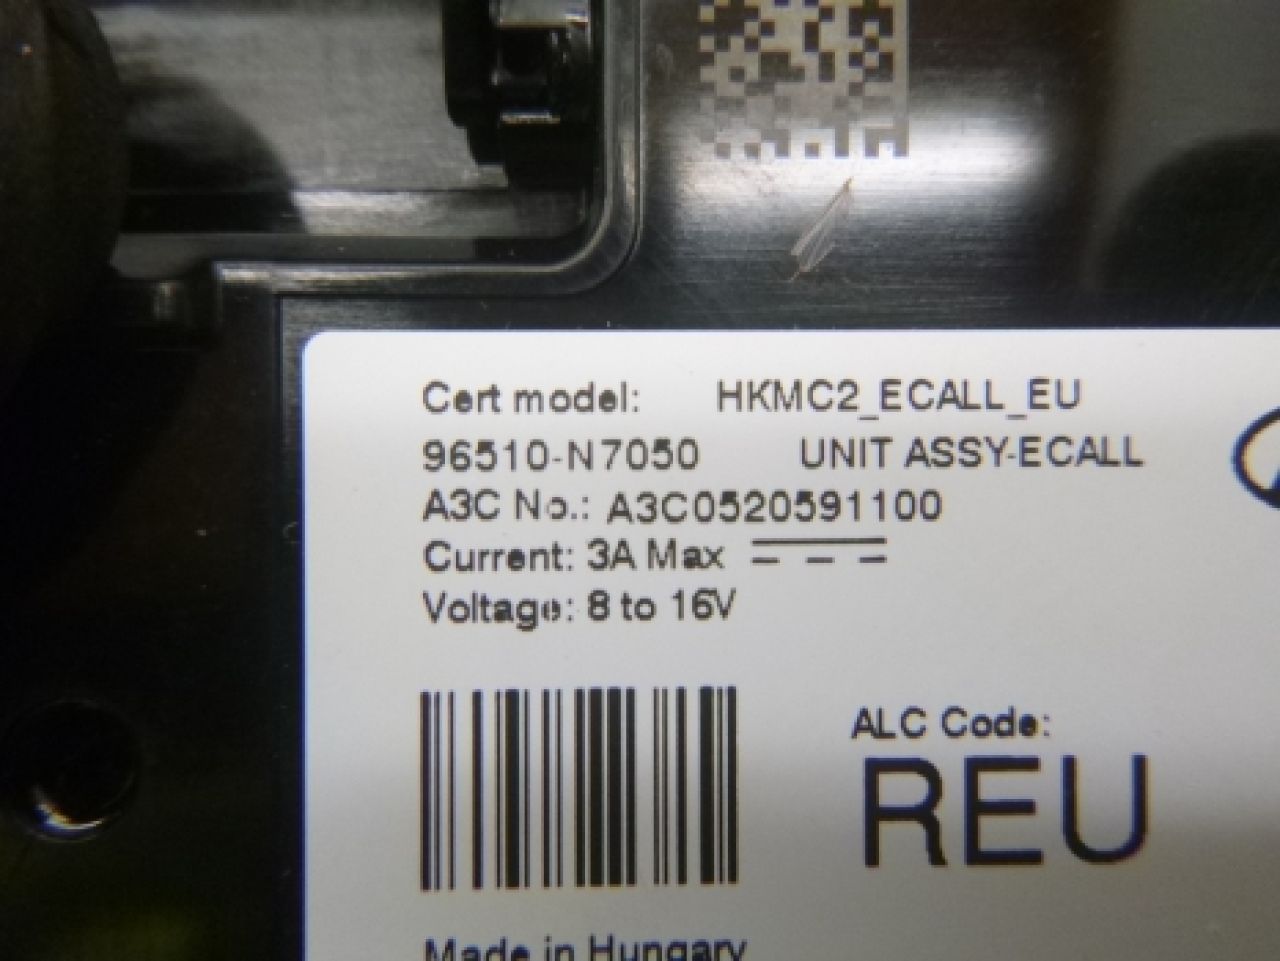 Cert model: HKMC2_ECALL_EU
96510-N7050 UNIT ASSY-ECALL
A3C No.: A3C0520591100
Current: 3A Max
Voltage: 8 to 16V
ALC Code:
REU
Made in Hungary